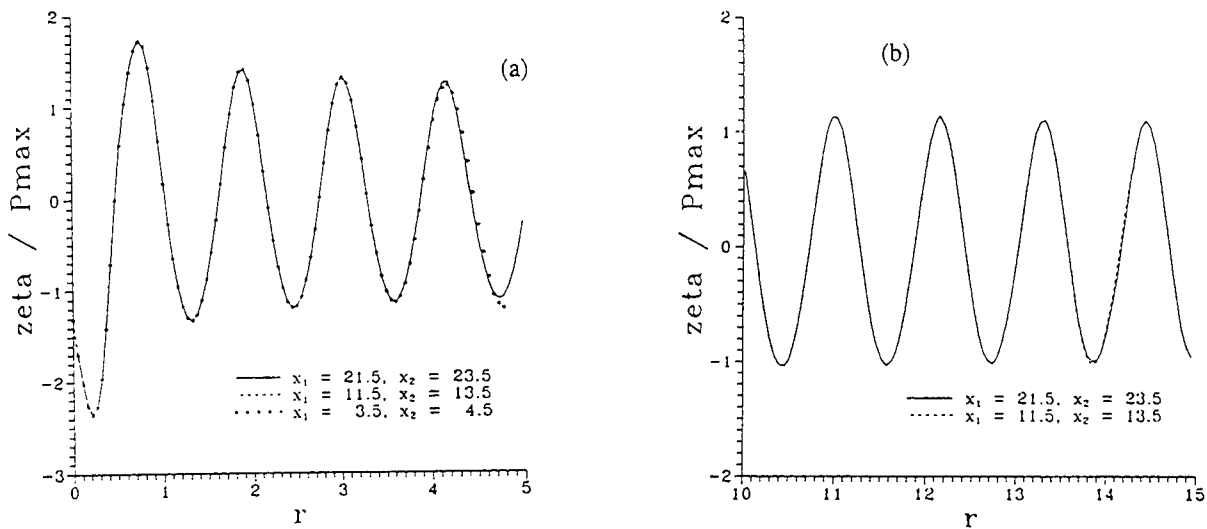 2
1
0
-1
-2
-3
zeta / Pmax
(a)
x₁ = 21.5, x₂ = 23.5
x₁ = 11.5, x₂ = 13.5
x₁ = 3.5, x₂ = 4.5
0 1 2 3 4 5
r
2
1
0
-1
-2
zeta / Pmax
(b)
x₁ = 21.5, x₂ = 23.5
x₁ = 11.5, x₂ = 13.5
10 11 12 13 14 15
r